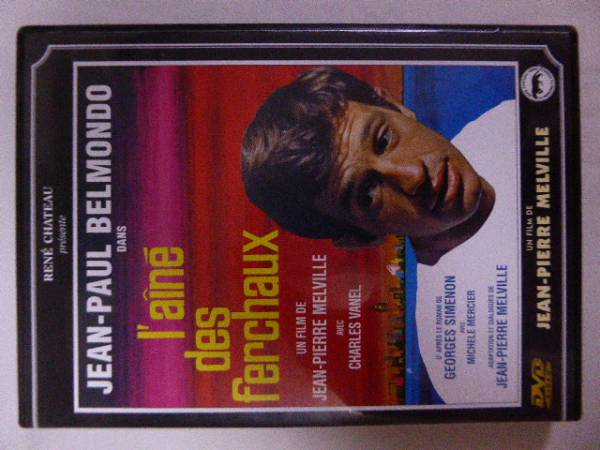 RENÉ CHATEAU
présente
JEAN-PAUL BELMONDO
DANS
l'aîné
des
ferchaux
UN FILM DE
JEAN-PIERRE MELVILLE
AVEC
CHARLES VANEL
D'APRÈS LE ROMAN DE
GEORGES SIMENON
AVEC
MICHELE MERCIER
ADAPTATION ET DIALOGUES DE
JEAN-PIERRE MELVILLE
UN FILM DE
JEAN-PIERRE MELVILLE
DVD